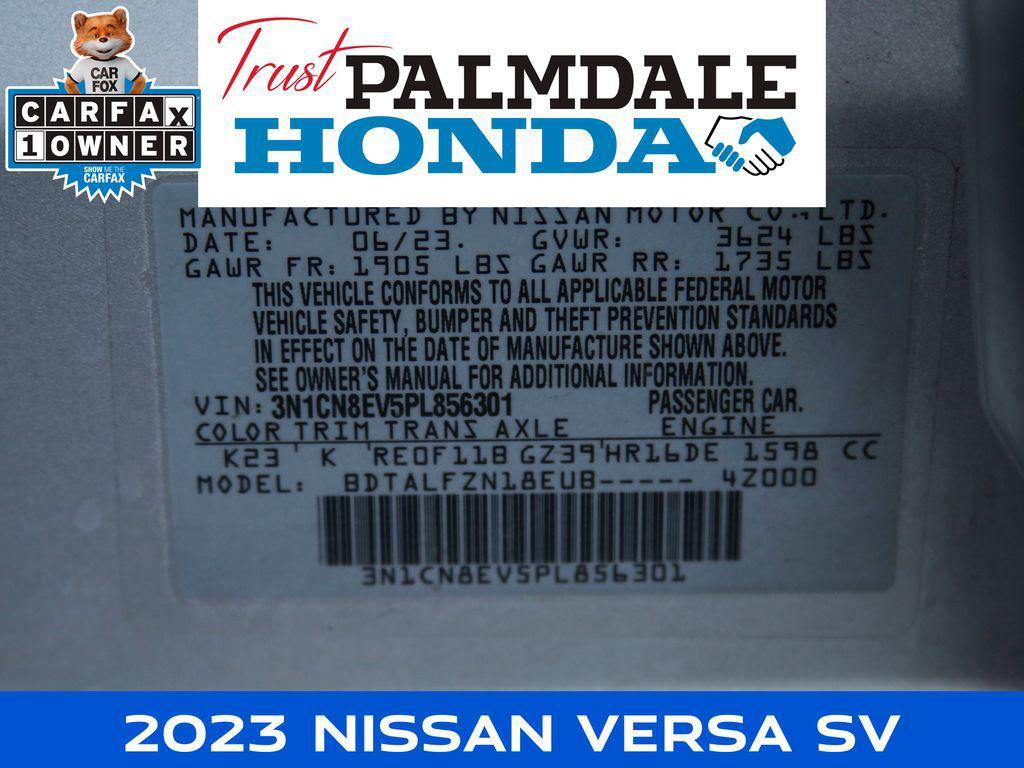 CAR
FOX
CARFAX
1 OWNER
SHOW ME THE
CARFAX
Trust PALMDALE
HONDA
MANUFACTURED BY NISSAN MOTOR CO., LTD.
DATE: 06/23. GVWR: 3624 LBS
GAWR FR: 1905 LBS GAWR RR: 1735 LBS
THIS VEHICLE CONFORMS TO ALL APPLICABLE FEDERAL MOTOR
VEHICLE SAFETY, BUMPER AND THEFT PREVENTION STANDARDS
IN EFFECT ON THE DATE OF MANUFACTURE SHOWN ABOVE.
SEE OWNER'S MANUAL FOR ADDITIONAL INFORMATION.
VIN: 3N1CN8EV5PL856301 PASSENGER CAR.
COLOR TRIM TRANS AXLE ENGINE
K23 ' K ' RE0F11B GZ39 ' HR16DE 1598 CC
MODEL: BDTALFZN18EUB----- 4Z000
3N1CN8EV5PL856301
2023 NISSAN VERSA SV